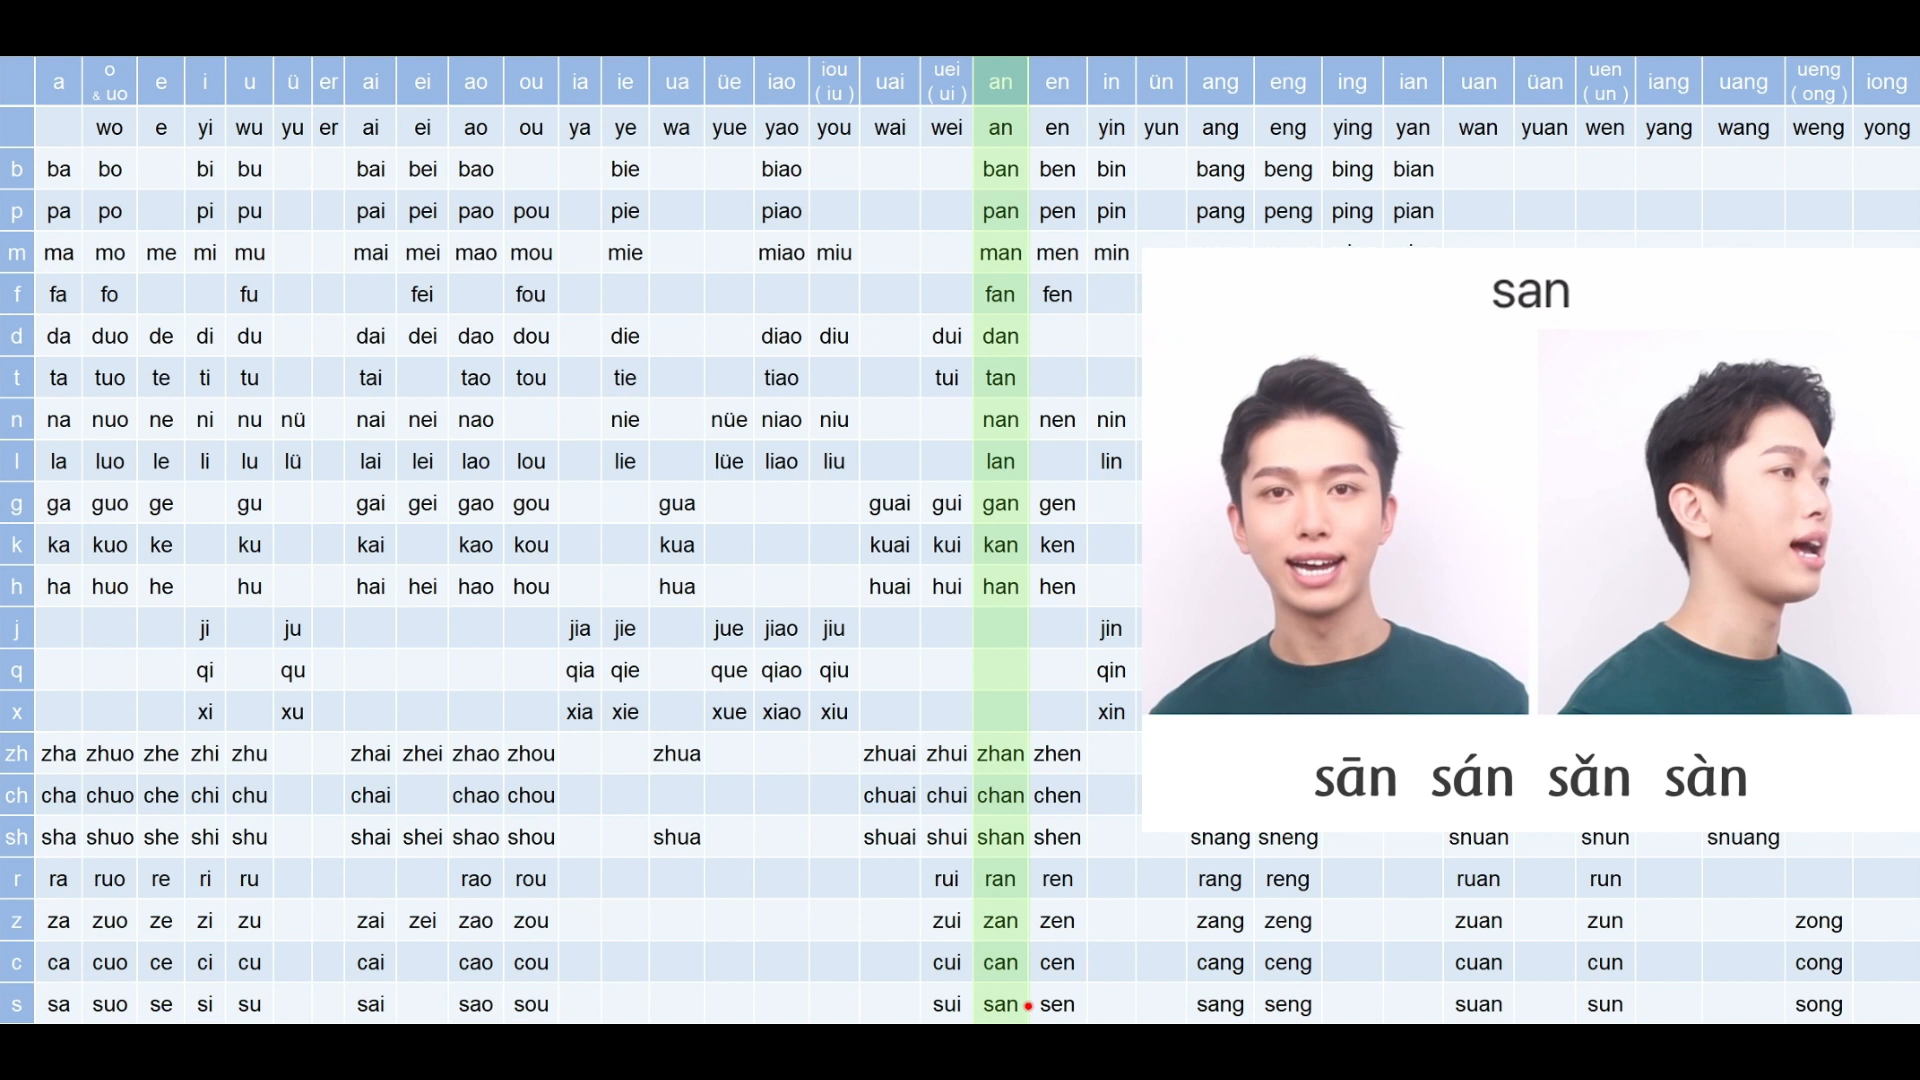 a o & uo e i u ü er ai ei ao ou ia ie ua üe iao iou ( iu ) uai uei ( ui ) an en in ün ang eng ing ian uan üan uen ( un ) iang uang ueng ( ong ) iong
wo e yi wu yu er ai ei ao ou ya ye wa yue yao you wai wei an en yin yun ang eng ying yan wan yuan wen yang wang weng yong
b ba bo bi bu bai bei bao bie biao ban ben bin bang beng bing bian
p pa po pi pu pai pei pao pou pie piao pan pen pin pang peng ping pian
m ma mo me mi mu mai mei mao mou mie miao miu man men min
f fa fo fu fei fou fan fen
d da duo de di du dai dei dao dou die diao diu dui dan
t ta tuo te ti tu tai tao tou tie tiao tui tan
n na nuo ne ni nu nü nai nei nao nie nüe niao niu nan nen nin
l la luo le li lu lü lai lei lao lou lie lüe liao liu lan lin
g ga guo ge gu gai gei gao gou gua guai gui gan gen
k ka kuo ke ku kai kao kou kua kuai kui kan ken
h ha huo he hu hai hei hao hou hua huai hui han hen
j ji ju jia jie jue jiao jiu jin
q qi qu qia qie que qiao qiu qin
x xi xu xia xie xue xiao xiu xin
zh zha zhuo zhe zhi zhu zhai zhei zhao zhou zhua zhuai zhui zhan zhen
ch cha chuo che chi chu chai chao chou chuai chui chan chen
sh sha shuo she shi shu shai shei shao shou shua shuai shui shan shen shang sheng shuan shun shuang
r ra ruo re ri ru rao rou rui ran ren rang reng ruan run
z za zuo ze zi zu zai zei zao zou zui zan zen zang zeng zuan zun zong
c ca cuo ce ci cu cai cao cou cui can cen cang ceng cuan cun cong
s sa suo se si su sai sao sou sui san sen sang seng suan sun song
san
sān sán sǎn sàn